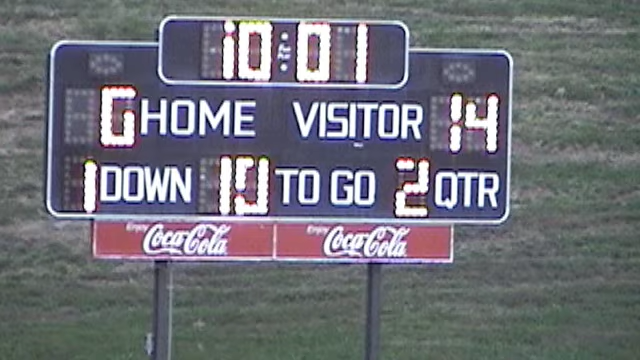 10:01
6 HOME VISITOR 14
1 DOWN 10 TO GO 2 QTR
Enjoy Coca-Cola Enjoy Coca-Cola